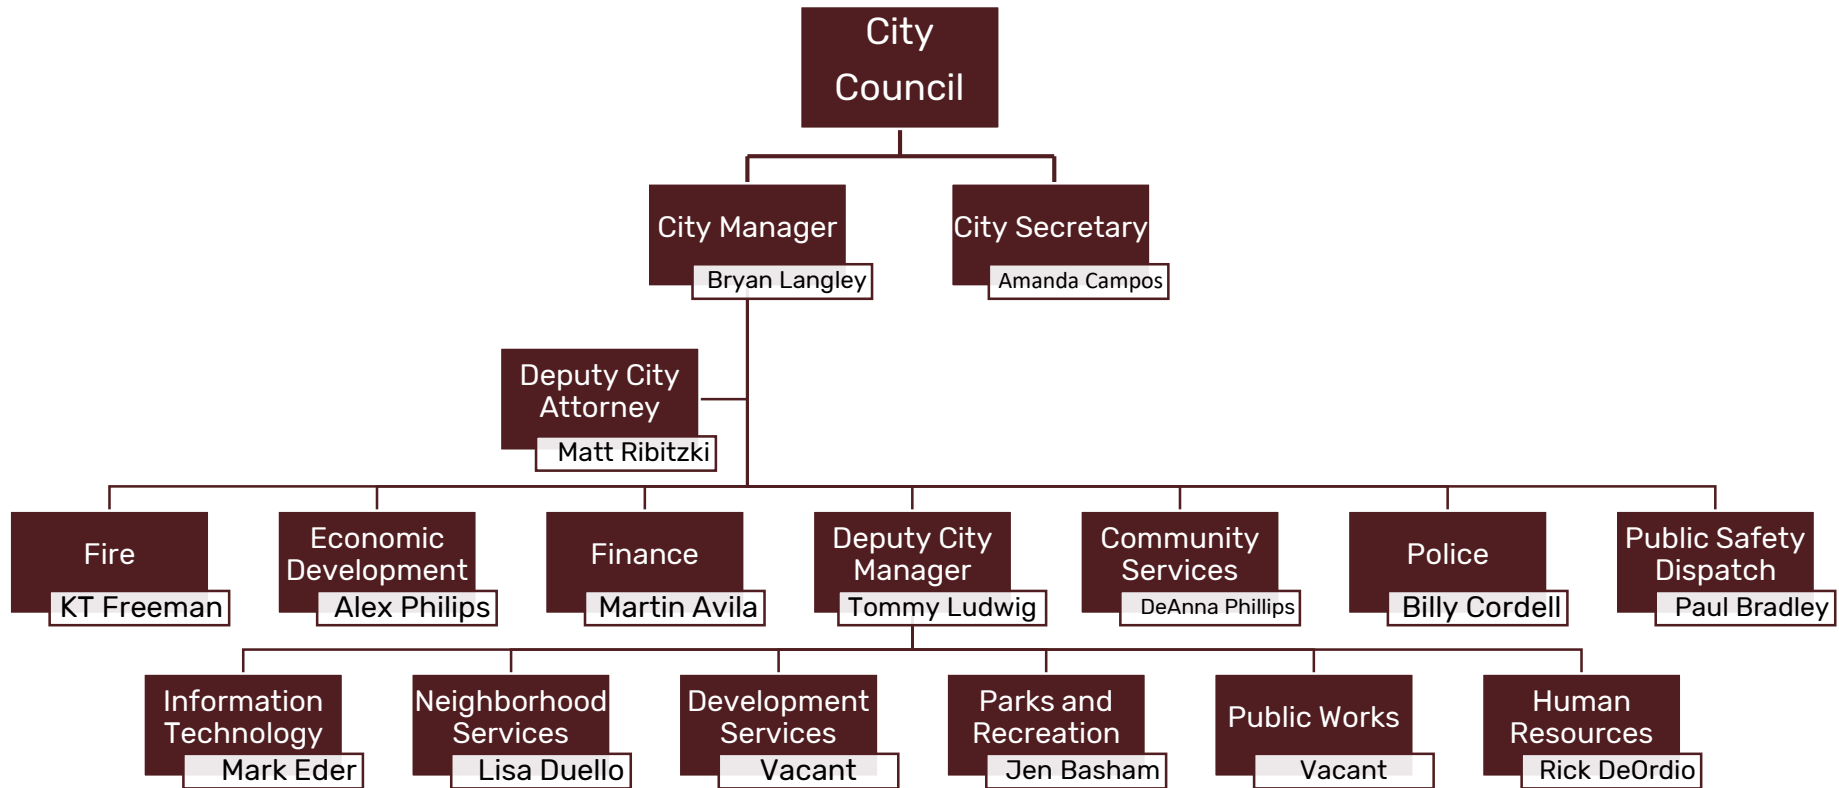 City
Council
City Manager
Bryan Langley
City Secretary
Amanda Campos
Deputy City
Attorney
Matt Ribitzki
Fire
KT Freeman
Economic
Development
Alex Philips
Finance
Martin Avila
Deputy City
Manager
Tommy Ludwig
Community
Services
DeAnna Phillips
Police
Billy Cordell
Public Safety
Dispatch
Paul Bradley
Information
Technology
Mark Eder
Neighborhood
Services
Lisa Duello
Development
Services
Vacant
Parks and
Recreation
Jen Basham
Public Works
Vacant
Human
Resources
Rick DeOrdio